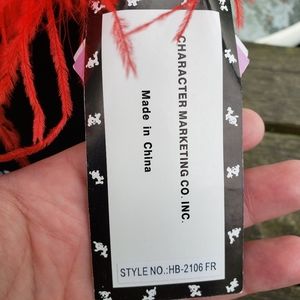 CHARACTER MARKETING CO. INC.
Made in China
STYLE NO.:HB-2106 FR